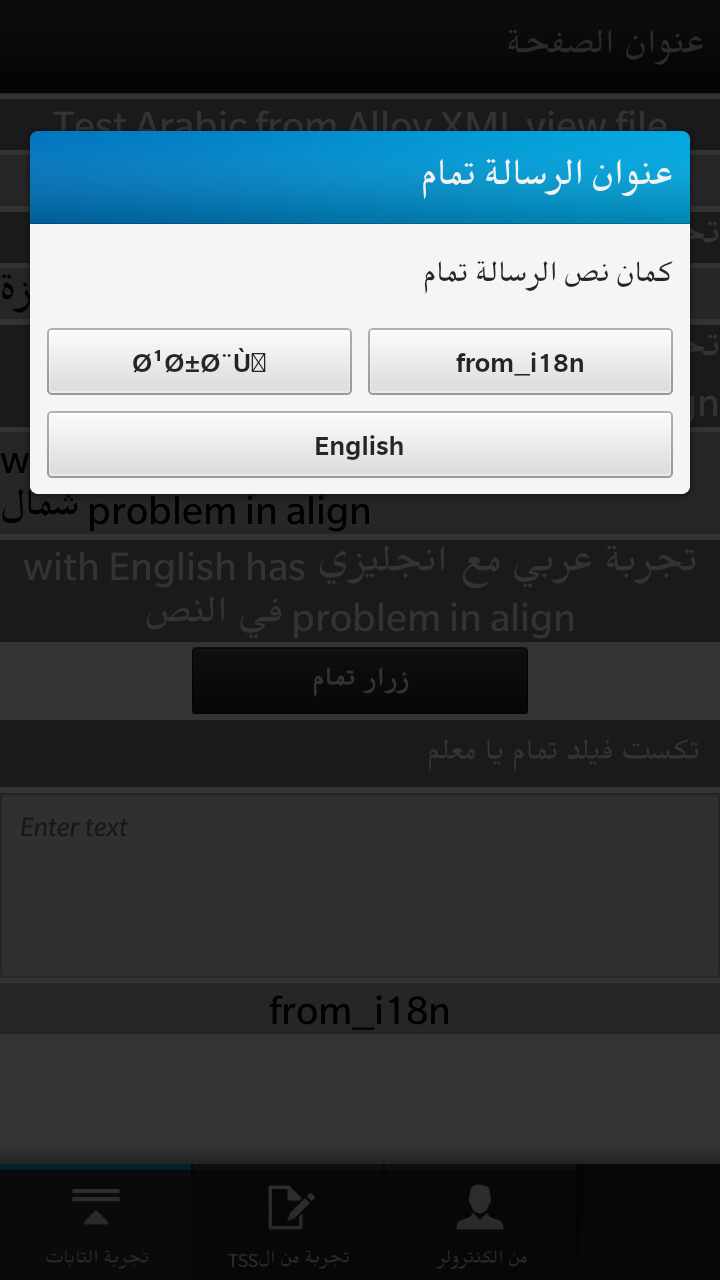 عنوان الصفحة
Test Arabic from Alloy XML view file
عنوان الرسالة تمام
كمان نص الرسالة تمام
Ø¹Ø±Ø¨Ù
from_i18n
English
problem in align شمال
with English has تجربة عربي مع انجليزي
problem in align في النص
زرار تمام
تكست فيلد تمام يا معلم
Enter text
from_i18n
تجربة التابات
تجربة من الTSS
من الكنترولر